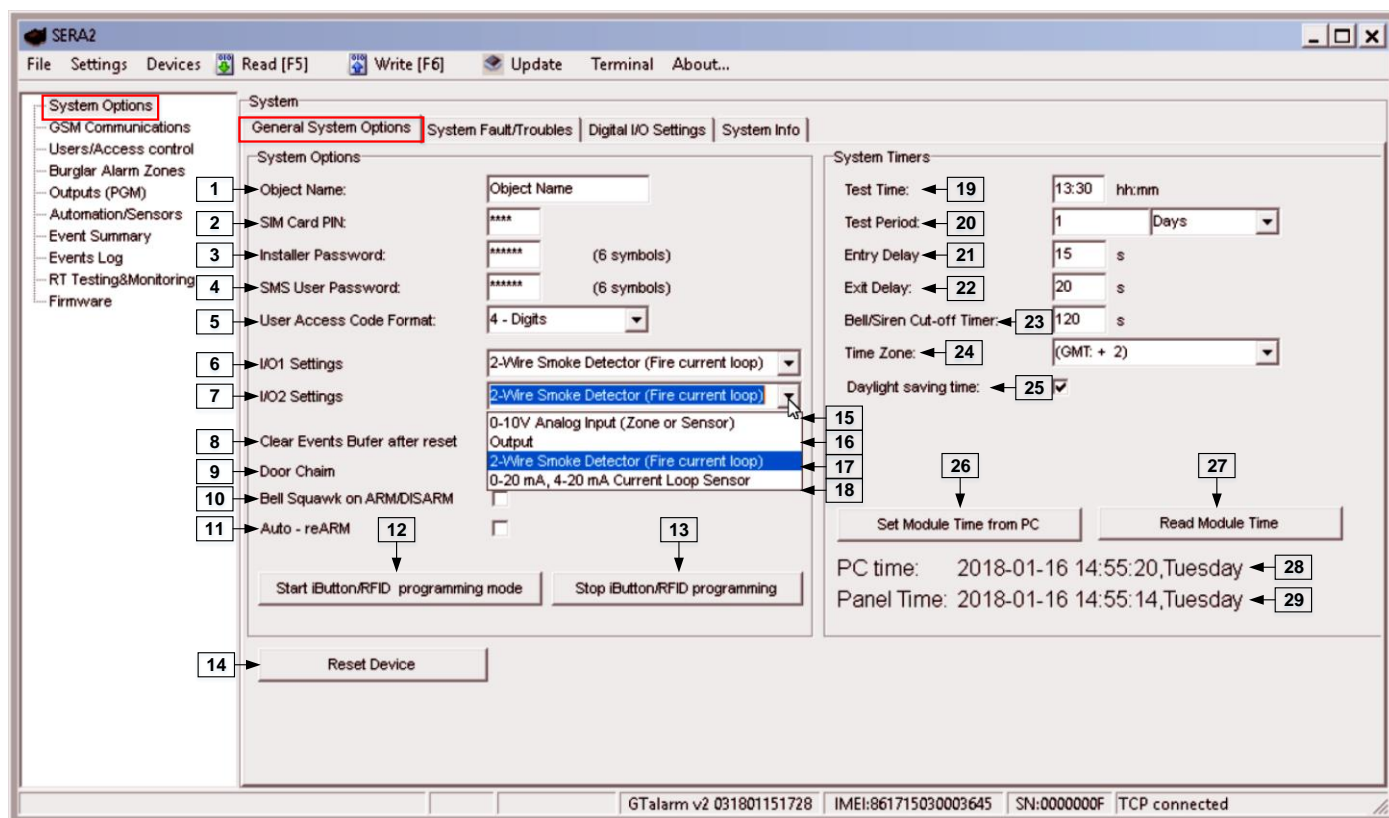 SERA2
File Settings Devices Read [F5] Write [F6] Update Terminal About...
System Options
GSM Communications
Users/Access control
Burglar Alarm Zones
Outputs (PGM)
Automation/Sensors
Event Summary
Events Log
RT Testing&Monitoring
Firmware
System
General System Options System Fault/Troubles Digital I/O Settings System Info
System Options
1 Object Name: Object Name
2 SIM Card PIN: ****
3 Installer Password: ****** (6 symbols)
4 SMS User Password: ****** (6 symbols)
5 User Access Code Format: 4 - Digits
6 I/O1 Settings 2-Wire Smoke Detector (Fire current loop)
7 I/O2 Settings 2-Wire Smoke Detector (Fire current loop)
0-10V Analog Input (Zone or Sensor) 15
Output 16
2-Wire Smoke Detector (Fire current loop) 17
0-20 mA, 4-20 mA Current Loop Sensor 18
8 Clear Events Bufer after reset
9 Door Chaim
10 Bell Squawk on ARM/DISARM
11 Auto - reARM
12 13
Start iButton/RFID programming mode Stop iButton/RFID programming
14 Reset Device
System Timers
Test Time: 19 13:30 hh:mm
Test Period: 20 1 Days
Entry Delay 21 15 s
Exit Delay: 22 20 s
Bell/Siren Cut-off Timer: 23 120 s
Time Zone: 24 (GMT: + 2)
Daylight saving time: 25
26 27
Set Module Time from PC Read Module Time
PC time: 2018-01-16 14:55:20,Tuesday 28
Panel Time: 2018-01-16 14:55:14,Tuesday 29
GTalarm v2 031801151728 IMEI:861715030003645 SN:0000000F TCP connected